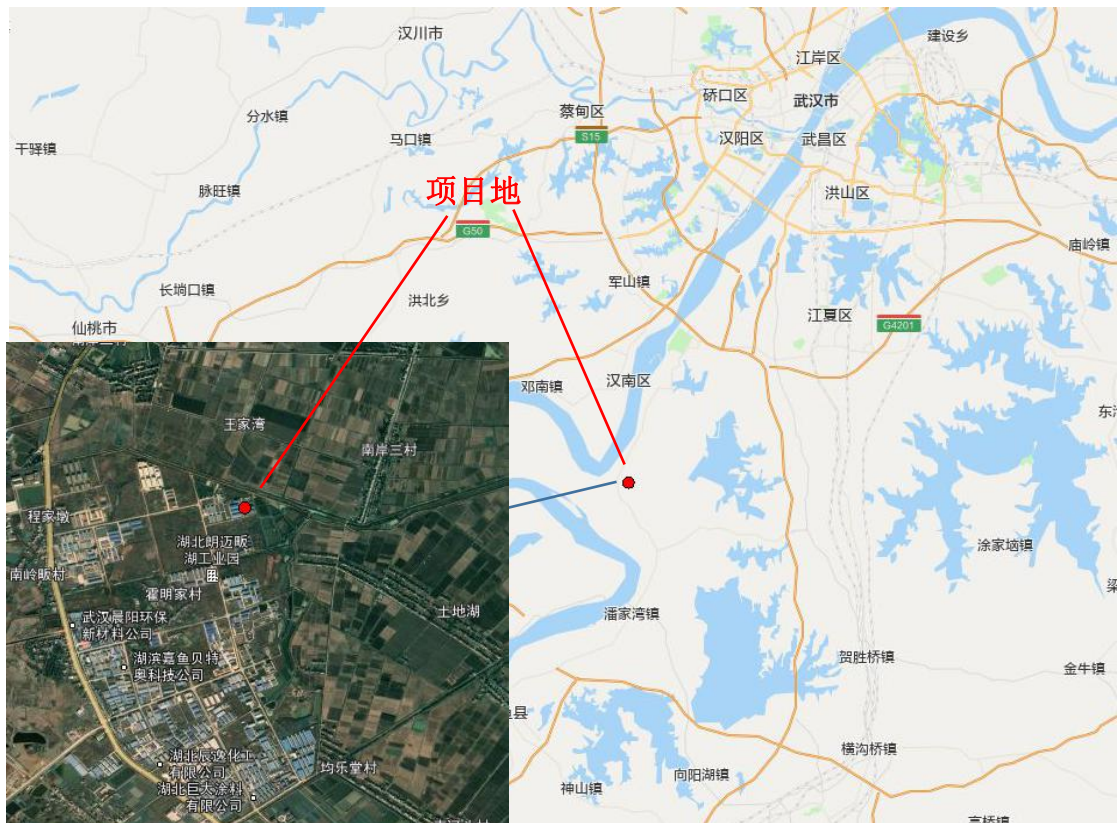 汉川市
建设乡
江岸区
分水镇
蔡甸区
硚口区
武汉市
马口镇
S15
汉阳区
武昌区
干驿镇
脉旺镇
项目地
洪山区
G50
庙岭镇
长埫口镇
洪北乡
军山镇
仙桃市
江夏区
G4201
邓南镇
汉南区
王家湾
南岸三村
程家墩
湖北朗迈畈
湖工业园
南岭畈村
霍明家村
涂家垴镇
土地湖
潘家湾镇
武汉晨阳环保
新材料公司
湖滨嘉鱼贝特
奥科技公司
贺胜桥镇
金牛镇
梁
县
湖北辰逸化工
有限公司
均乐堂村
湖北巨大涂料
有限公司
横沟桥镇
向阳湖镇
神山镇
高桥镇